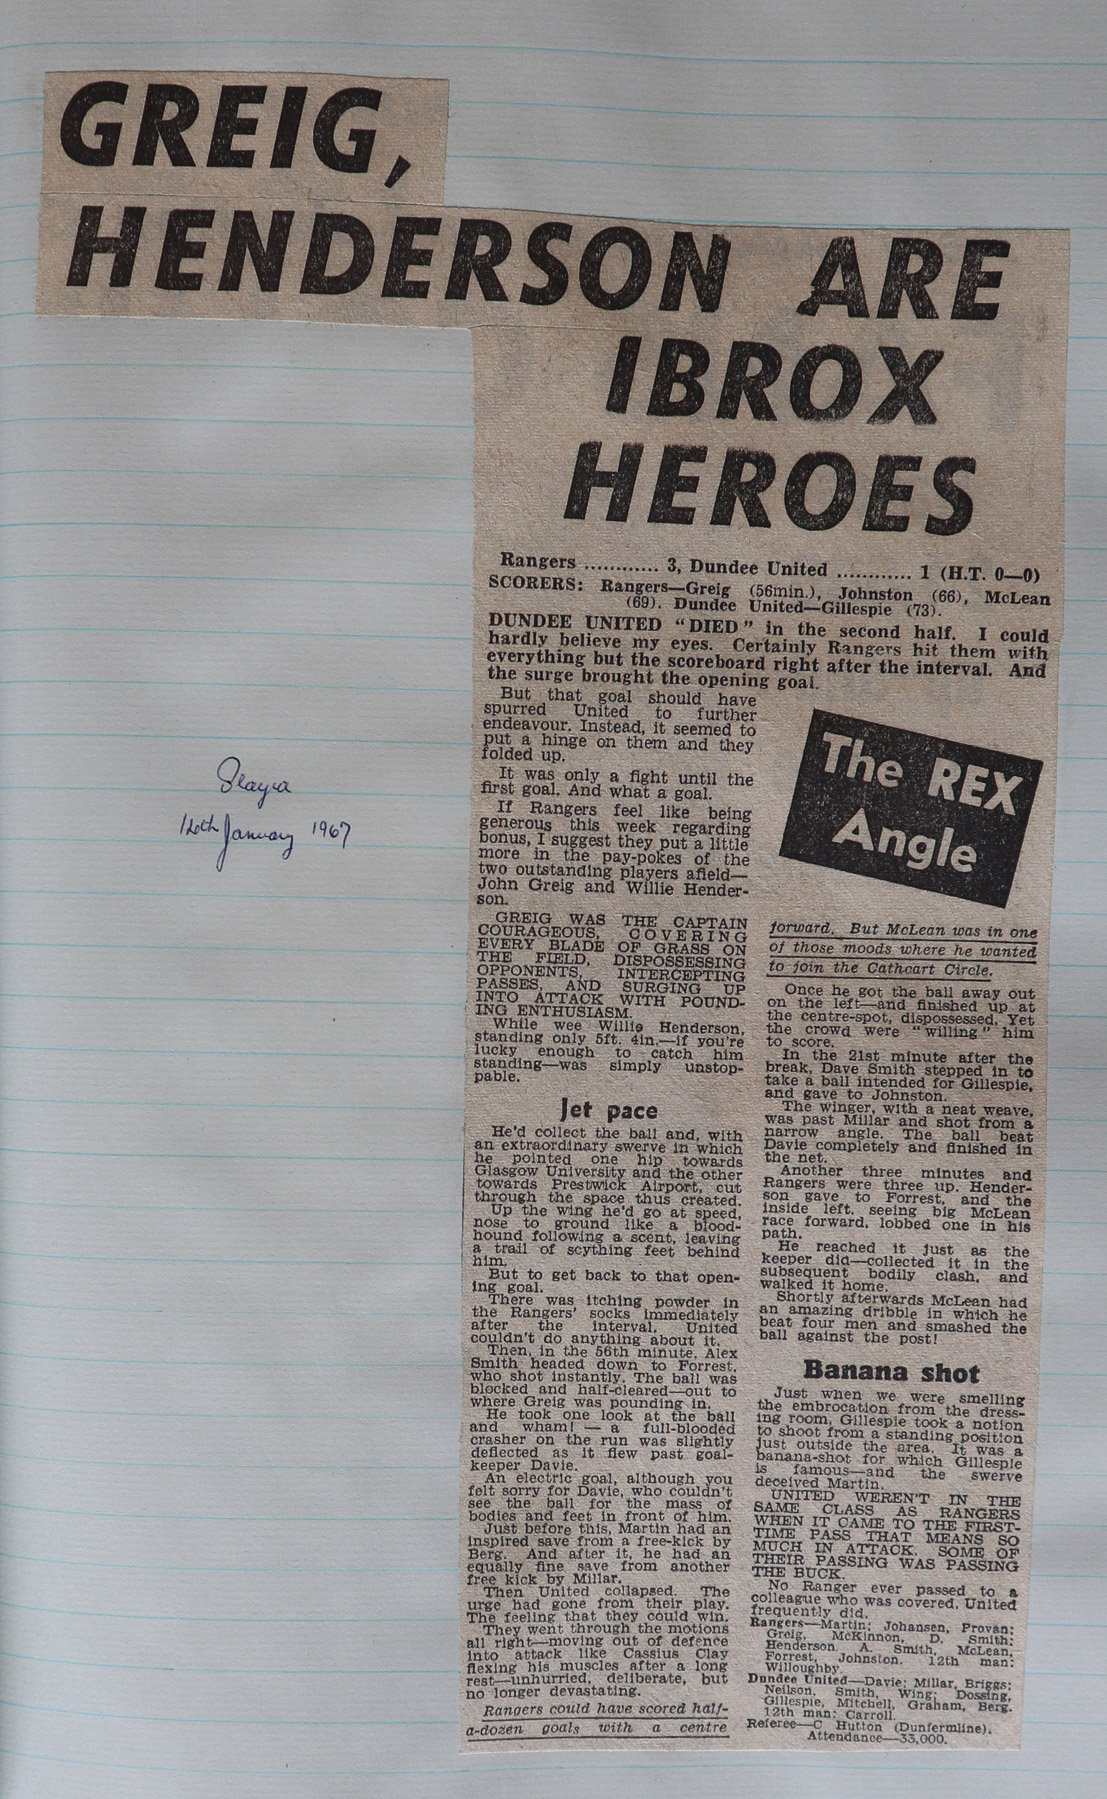 GREIG,
HENDERSON ARE
IBROX
HEROES
Rangers ............ 3, Dundee United ............ 1 (H.T. 0—0)
SCORERS: Rangers—Greig (56min.), Johnston (66), McLean
(69). Dundee United—Gillespie (73).
DUNDEE UNITED “DIED” in the second half. I could
hardly believe my eyes. Certainly Rangers hit them with
everything but the scoreboard right after the interval. And
the surge brought the opening goal.
But that goal should have
spurred United to further
endeavour. Instead, it seemed to
put a hinge on them and they
folded up.
It was only a fight until the
first goal. And what a goal.
If Rangers feel like being
generous this week regarding
bonus, I suggest they put a little
more in the pay-pokes of the
two outstanding players afield—
John Greig and Willie Hender-
son.
GREIG WAS THE CAPTAIN
COURAGEOUS, COVERING
EVERY BLADE OF GRASS ON
THE FIELD, DISPOSSESSING
OPPONENTS, INTERCEPTING
PASSES, AND SURGING UP
INTO ATTACK WITH POUND-
ING ENTHUSIASM.
While wee Willie Henderson,
standing only 5ft. 4in.—if you're
lucky enough to catch him
standing—was simply unstop-
pable.
Jet pace
He'd collect the ball and, with
an extraordinary swerve in which
he pointed one hip towards
Glasgow University and the other
towards Prestwick Airport, cut
through the space thus created.
Up the wing he'd go at speed,
nose to ground like a blood-
hound following a scent, leaving
a trail of scything feet behind
him.
But to get back to that open-
ing goal.
There was itching powder in
the Rangers' socks immediately
after the interval. United
couldn't do anything about it.
Then, in the 56th minute, Alex
Smith headed down to Forrest,
who shot instantly. The ball was
blocked and half-cleared—out to
where Greig was pounding in.
He took one look at the ball
and wham! — a full-blooded
crasher on the run was slightly
deflected as it flew past goal-
keeper Davie.
An electric goal, although you
felt sorry for Davie, who couldn't
see the ball for the mass of
bodies and feet in front of him.
Just before this, Martin had an
inspired save from a free-kick by
Berg. And after it, he had an
equally fine save from another
free kick by Millar.
Then United collapsed. The
urge had gone from their play.
The feeling that they could win.
They went through the motions
all right—moving out of defence
into attack like Cassius Clay
flexing his muscles after a long
rest—unhurried, deliberate, but
no longer devastating.
Rangers could have scored half-
a-dozen goals with a centre
The REX
Angle
forward. But McLean was in one
of those moods where he wanted
to join the Cathcart Circle.
Once he got the ball away out
on the left—and finished up at
the centre-spot, dispossessed. Yet
the crowd were “willing” him
to score.
In the 21st minute after the
break, Dave Smith stepped in to
take a ball intended for Gillespie,
and gave to Johnston.
The winger, with a neat weave,
was past Millar and shot from a
narrow angle. The ball beat
Davie completely and finished in
the net.
Another three minutes and
Rangers were three up. Hender-
son gave to Forrest, and the
inside left, seeing big McLean
race forward, lobbed one in his
path.
He reached it just as the
keeper did—collected it in the
subsequent bodily clash, and
walked it home.
Shortly afterwards McLean had
an amazing dribble in which he
beat four men and smashed the
ball against the post!
Banana shot
Just when we were smelling
the embrocation from the dress-
ing room, Gillespie took a notion
to shoot from a standing position
just outside the area. It was a
banana-shot for which Gillespie
is famous—and the swerve
deceived Martin.
UNITED WEREN'T IN THE
SAME CLASS AS RANGERS
WHEN IT CAME TO THE FIRST-
TIME PASS THAT MEANS SO
MUCH IN ATTACK. SOME OF
THEIR PASSING WAS PASSING
THE BUCK.
No Ranger ever passed to a
colleague who was covered. United
frequently did.
Rangers—Martin; Johansen, Provan;
Greig, McKinnon, D. Smith;
Henderson, A. Smith, McLean,
Forrest, Johnston. 12th man:
Willoughby.
Dundee United—Davie; Millar, Briggs;
Neilson, Smith, Wing; Dossing,
Gillespie, Mitchell, Graham, Berg.
12th man: Carroll.
Referee—C Hutton (Dunfermline).
Attendance—33,000.
January 1967